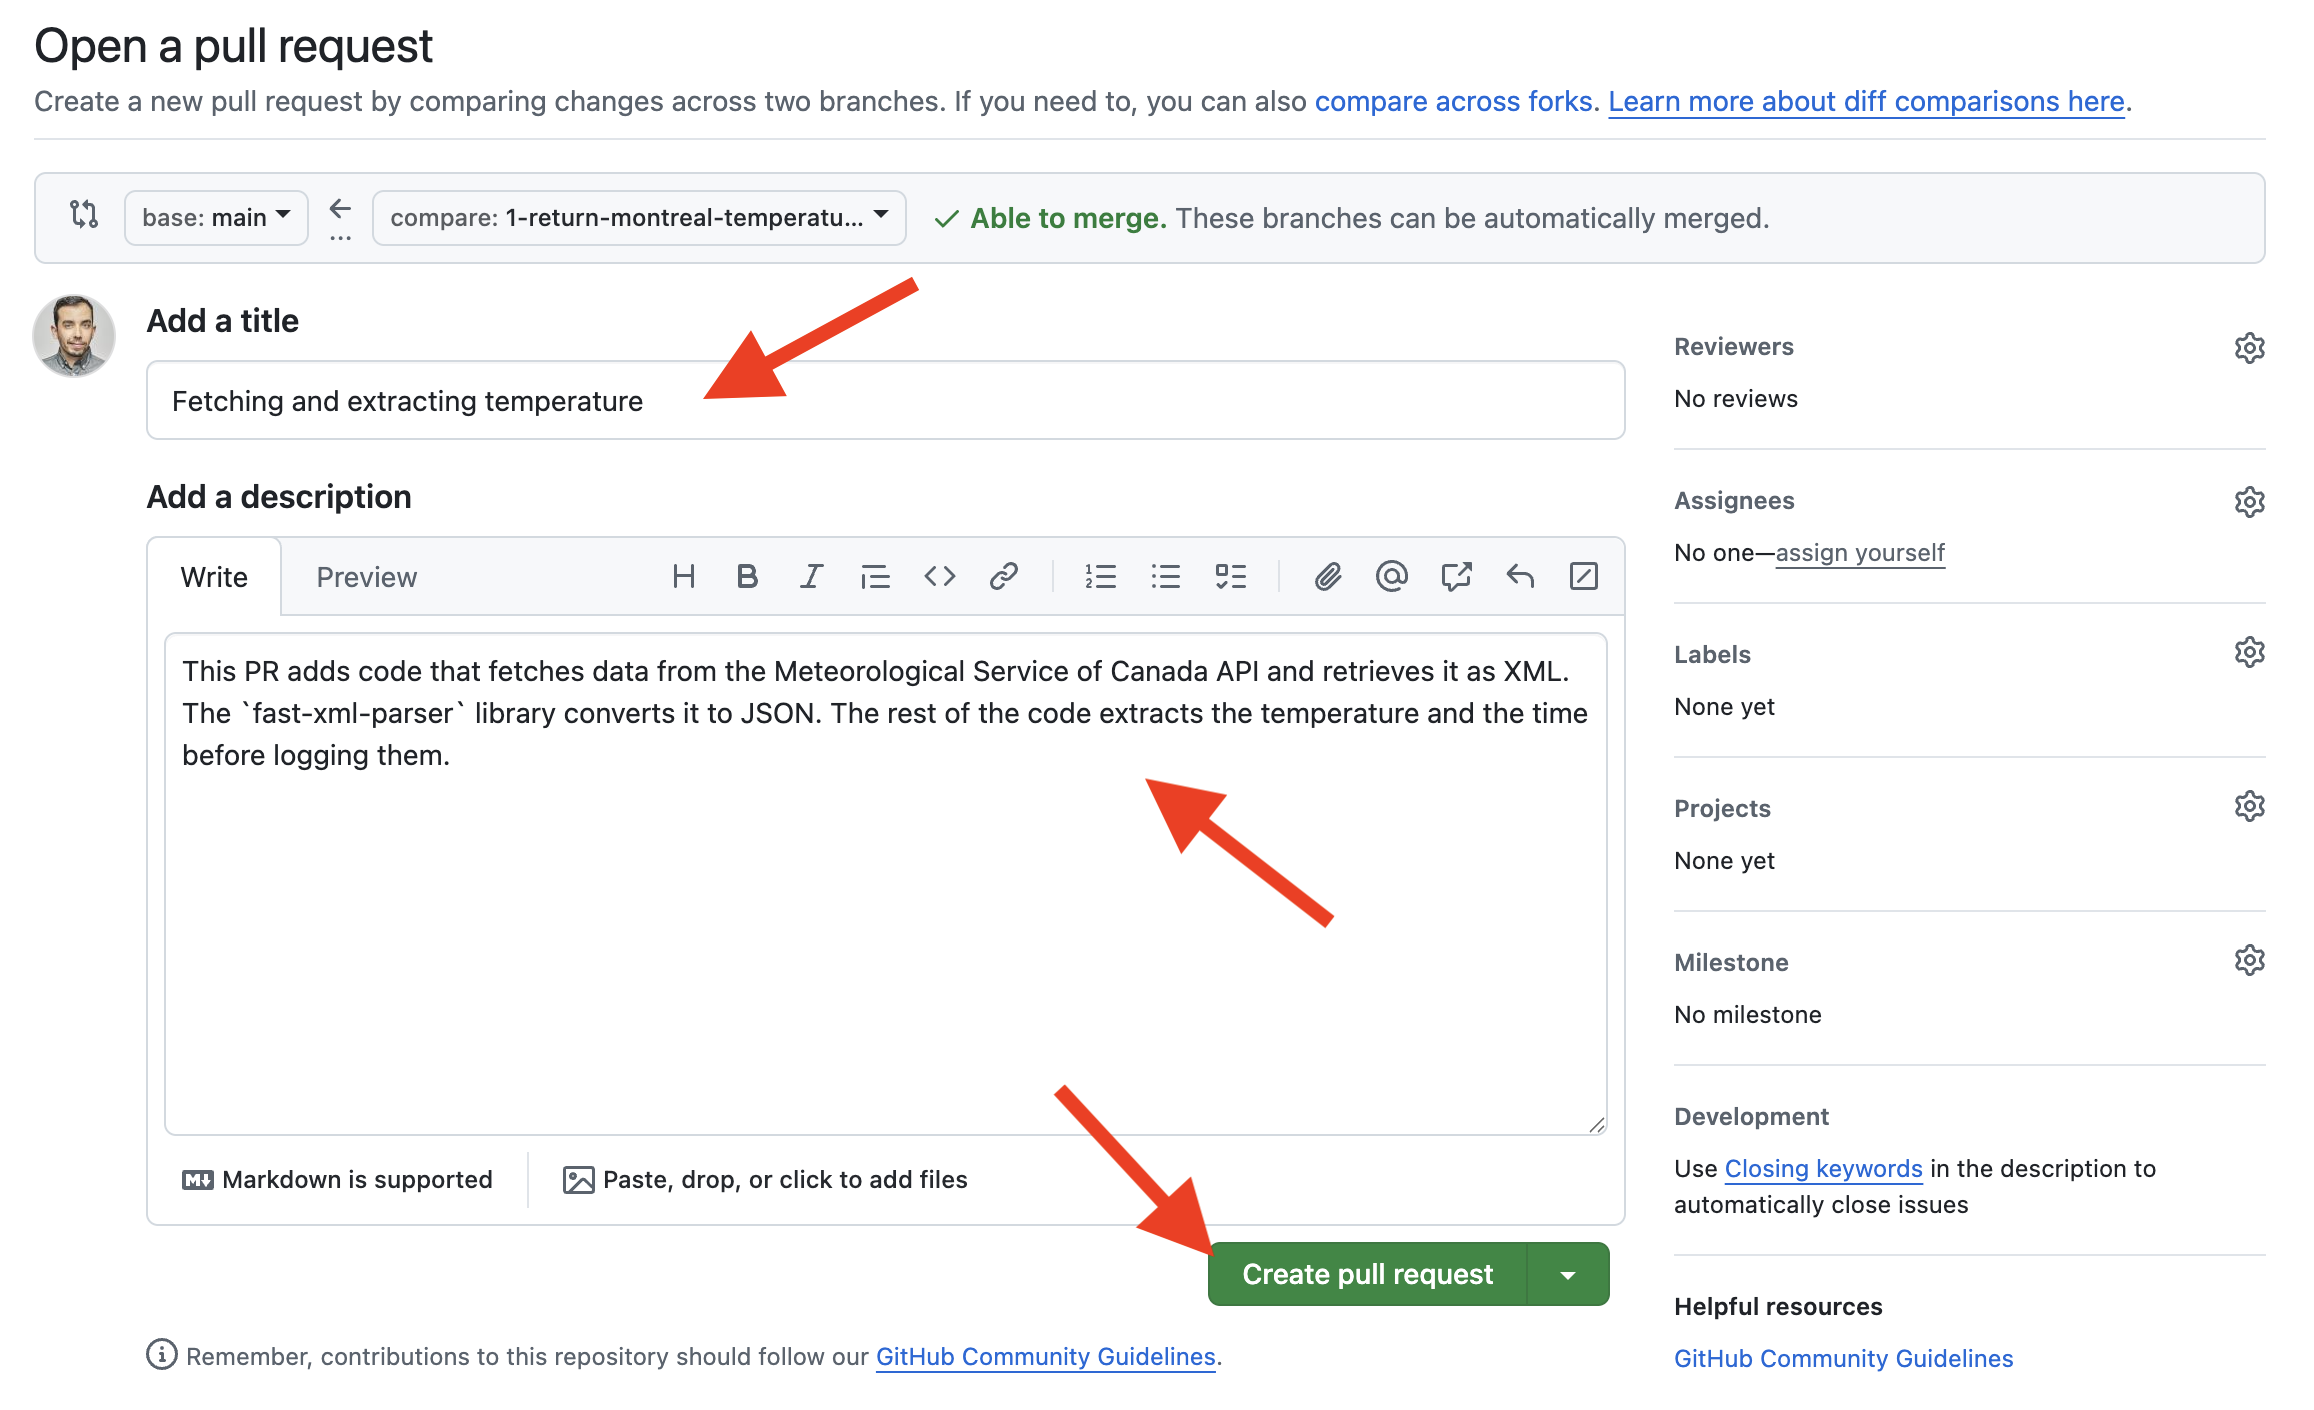 Open a pull request
Create a new pull request by comparing changes across two branches. If you need to, you can also compare across forks. Learn more about diff comparisons here.
base: main
compare: 1-return-montreal-temperatu...
Able to merge. These branches can be automatically merged.
Add a title
Fetching and extracting temperature
Add a description
Write
Preview
This PR adds code that fetches data from the Meteorological Service of Canada API and retrieves it as XML.
The `fast-xml-parser` library converts it to JSON. The rest of the code extracts the temperature and the time
before logging them.
Markdown is supported
Paste, drop, or click to add files
Create pull request
Remember, contributions to this repository should follow our GitHub Community Guidelines.
Reviewers
No reviews
Assignees
No one—assign yourself
Labels
None yet
Projects
None yet
Milestone
No milestone
Development
Use Closing keywords in the description to
automatically close issues
Helpful resources
GitHub Community Guidelines